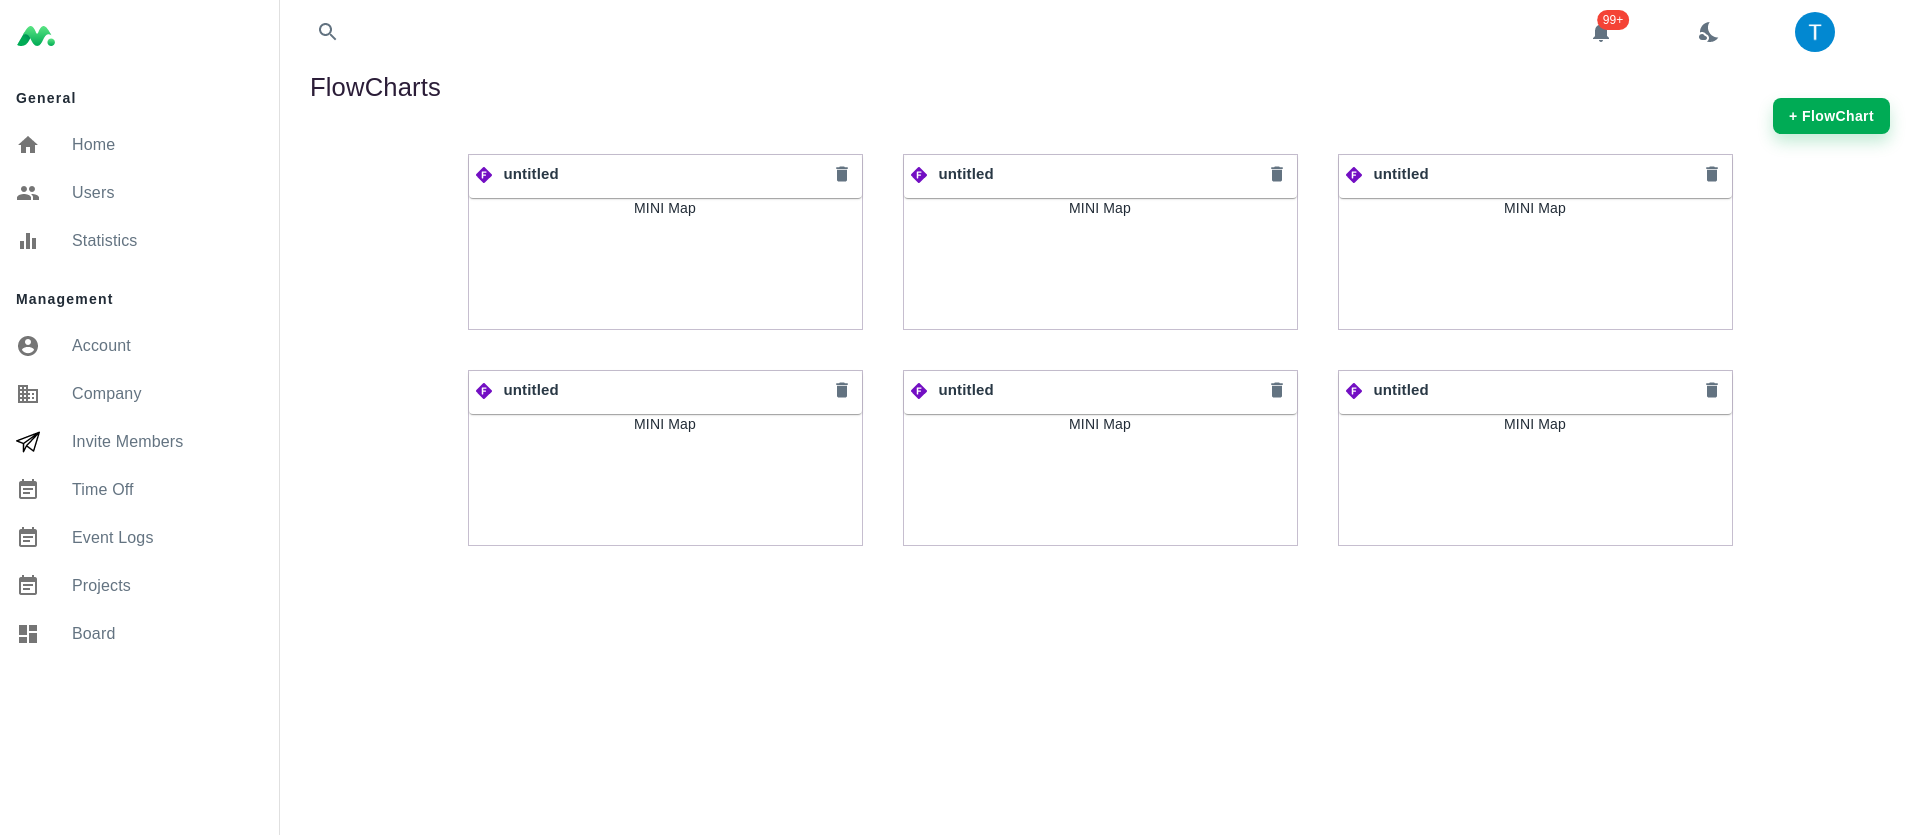 General
Home
Users
Statistics
Management
Account
Company
Invite Members
Time Off
Event Logs
Projects
Board
99+
T
FlowCharts
+ FlowChart
F untitled
MINI Map
F untitled
MINI Map
F untitled
MINI Map
F untitled
MINI Map
F untitled
MINI Map
F untitled
MINI Map